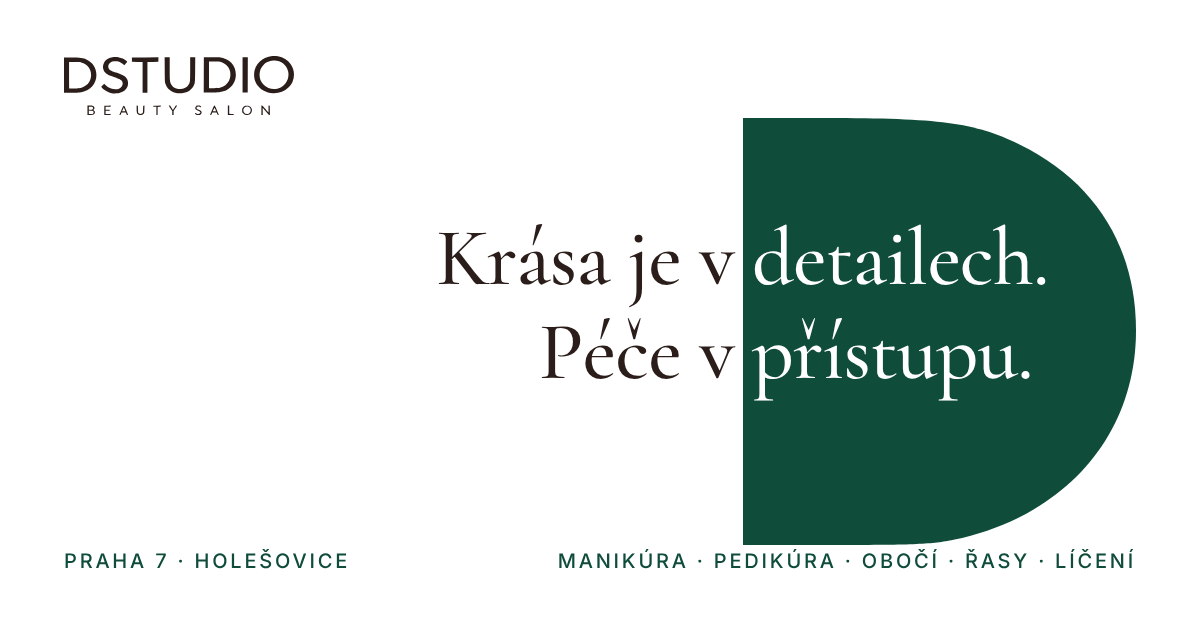 DSTUDIO
BEAUTY SALON
Krása je v detailech.
Péče v přístupu.
PRAHA 7 · HOLEŠOVICE
MANIKÚRA · PEDIKÚRA · OBOČÍ · ŘASY · LÍČENÍ